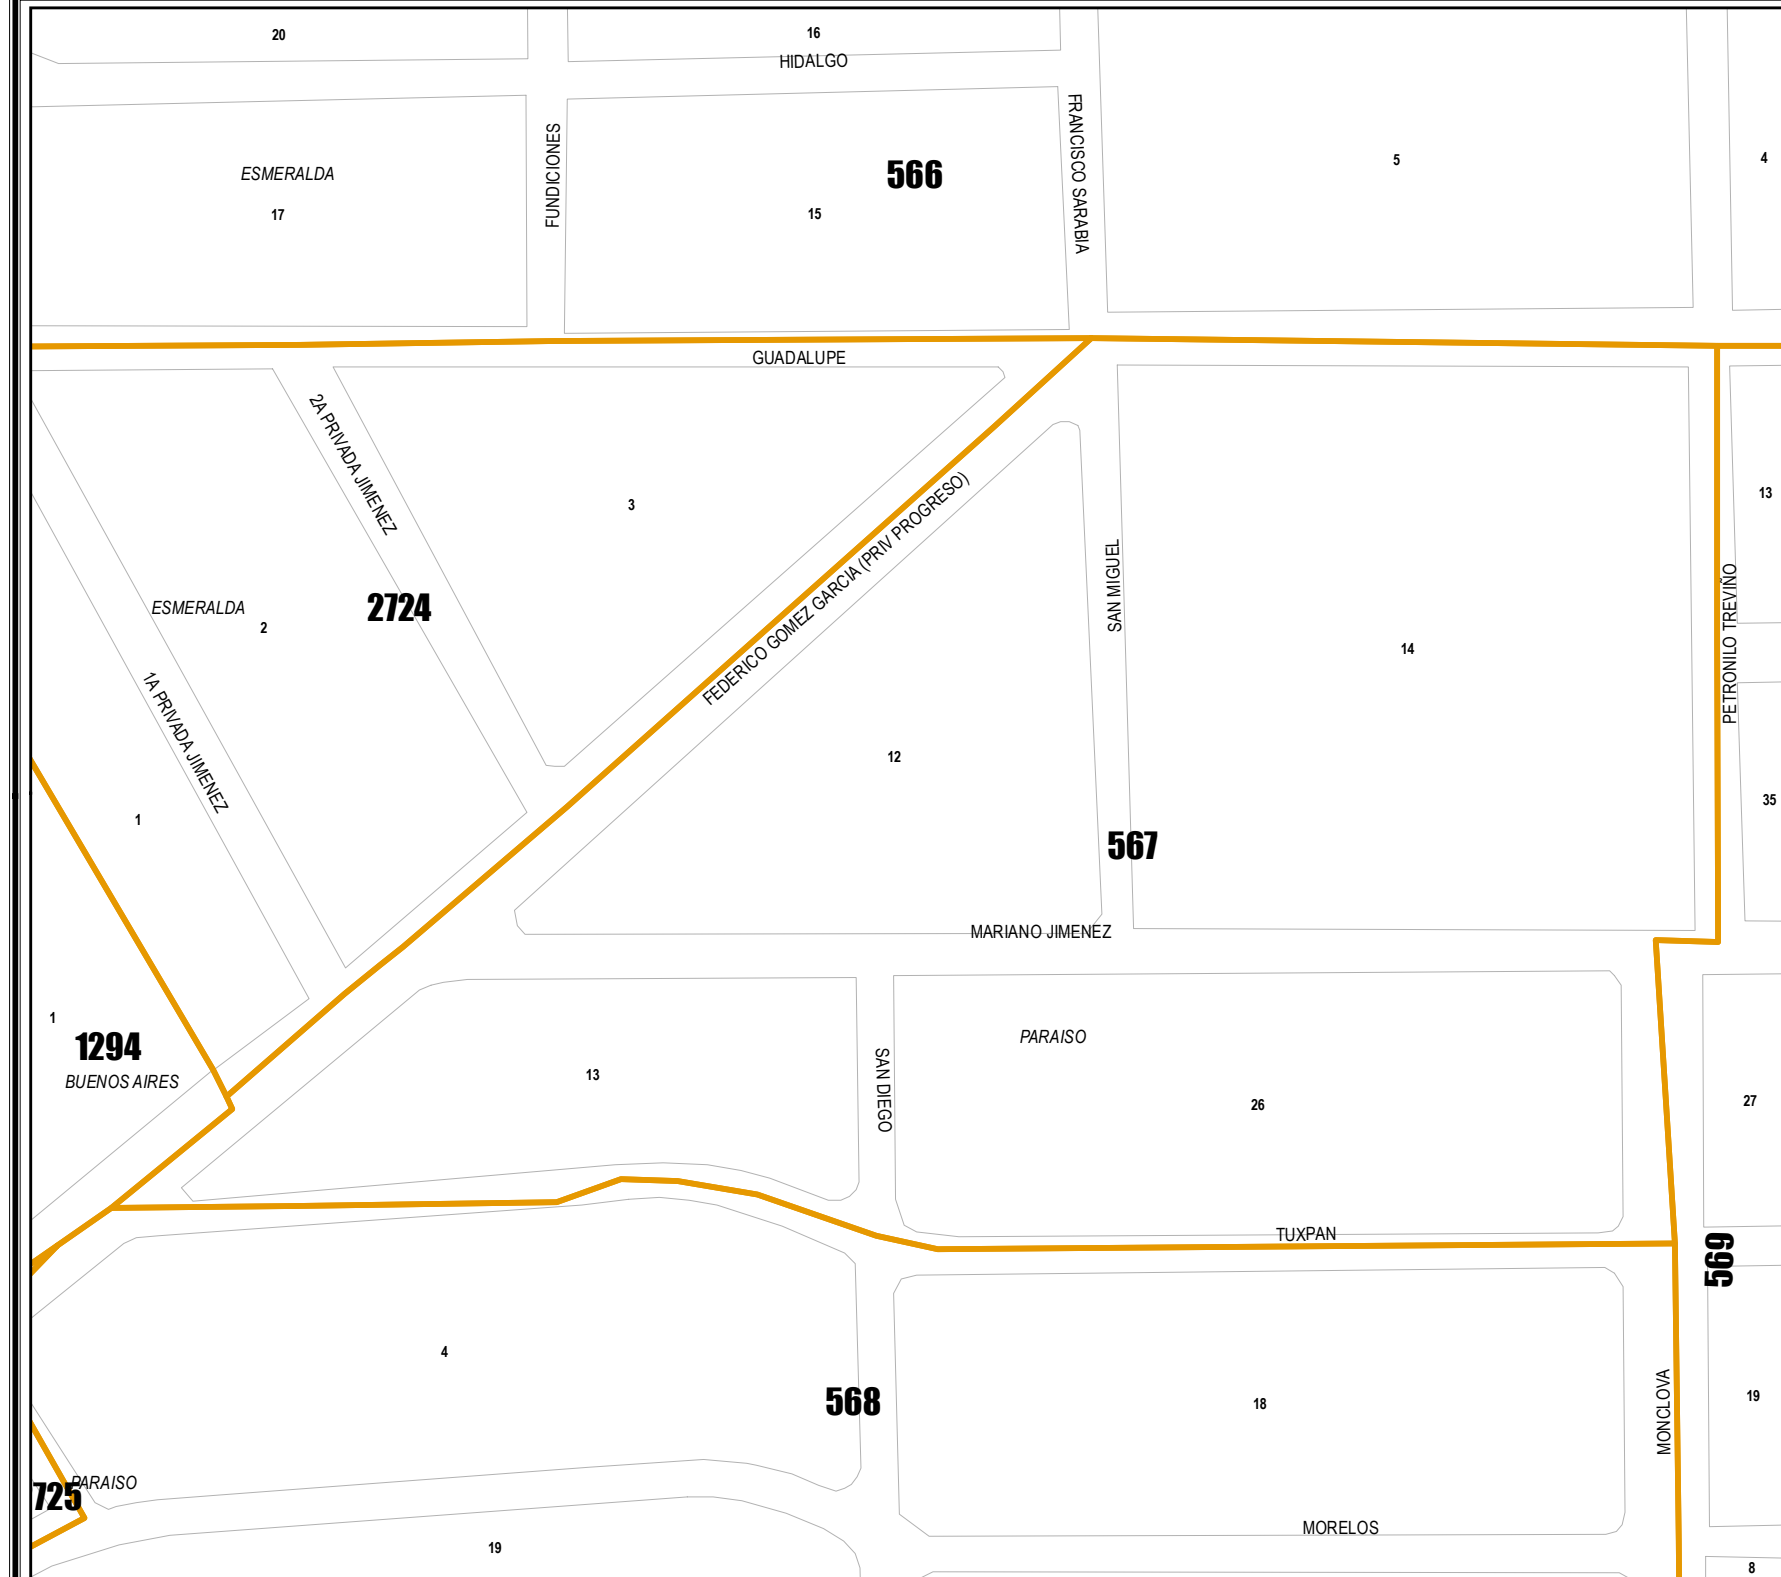 20
16
HIDALGO
FUNDICIONES
FRANCISCO SARABIA
5
4
ESMERALDA
566
17
15
GUADALUPE
2A PRIVADA JIMENEZ
3
13
FEDERICO GOMEZ GARCIA (PRIV PROGRESO)
SAN MIGUEL
PETRONILO TREVIÑO
ESMERALDA
2724
2
14
1A PRIVADA JIMENEZ
12
35
1
567
MARIANO JIMENEZ
1
1294
BUENOS AIRES
PARAISO
13
SAN DIEGO
26
27
TUXPAN
569
4
568
18
MONCLOVA
19
PARAISO
725
MORELOS
19
8